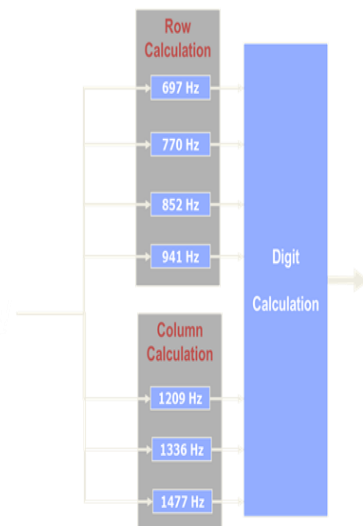 Row
Calculation
697 Hz
770 Hz
852 Hz
941 Hz
Digit
Calculation
Column
Calculation
1209 Hz
1336 Hz
1477 Hz